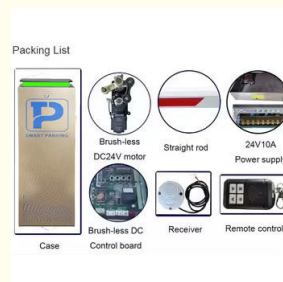 Packing List
SMART PARKING
Brush-less
DC24V motor
Straight rod
24V10A
Power supply
Case
Brush-less DC
Control board
Receiver
Remote control